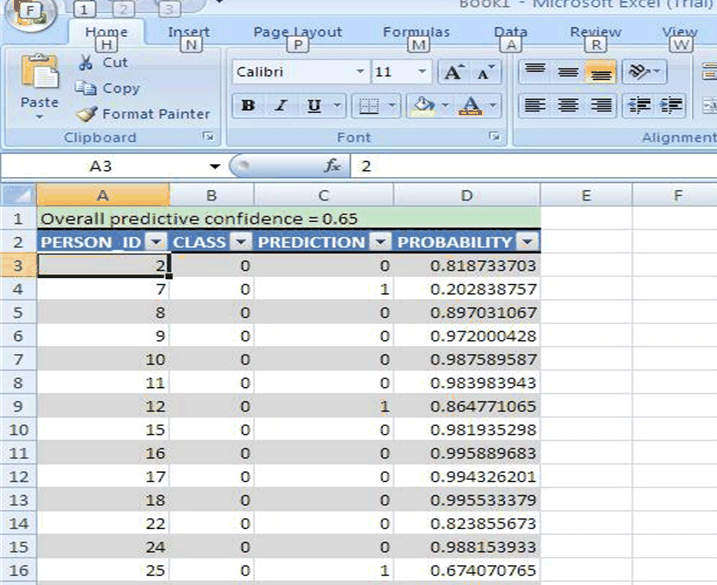 F 1 2 3
Book1 - Microsoft Excel (Trial)
Home Insert Page Layout Formulas Data Review View
H N P M A R W
Paste
Cut
Copy
Format Painter
Clipboard
Calibri 11 A A
B I U A
Font
Alignment
A3 fx 2
A B C D E F
1 Overall predictive confidence = 0.65
2 PERSON_ID CLASS PREDICTION PROBABILITY
3 2 0 0 0.818733703
4 7 0 1 0.202838757
5 8 0 0 0.897031067
6 9 0 0 0.972000428
7 10 0 0 0.987589587
8 11 0 0 0.983983943
9 12 0 1 0.864771065
10 15 0 0 0.981935298
11 16 0 0 0.995889683
12 17 0 0 0.994326201
13 18 0 0 0.995533379
14 22 0 0 0.823855673
15 24 0 0 0.988153933
16 25 0 1 0.674070765